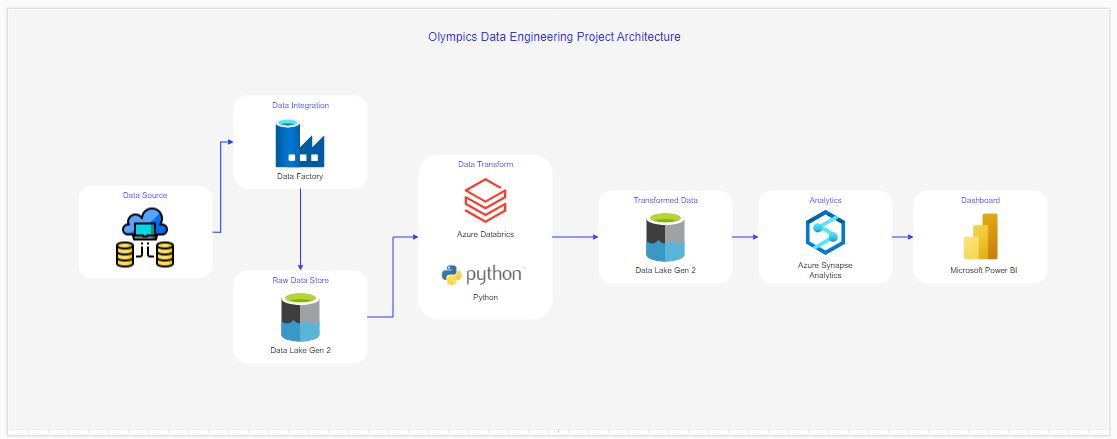 Olympics Data Engineering Project Architecture
Data Source
Data Integration
Data Factory
Raw Data Store
Data Lake Gen 2
Data Transform
Azure Databrics
python
Python
Transformed Data
Data Lake Gen 2
Analytics
Azure Synapse
Analytics
Dashboard
Microsoft Power BI